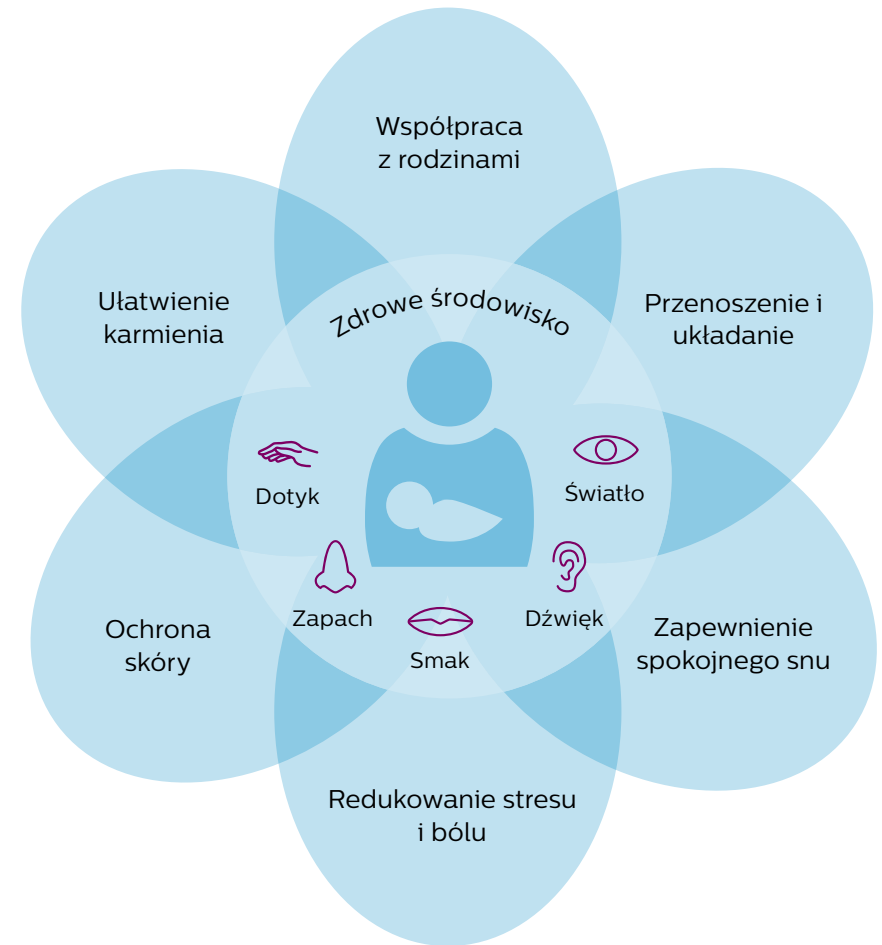 Współpraca
z rodzinami
Ułatwienie
karmienia
Zdrowe środowisko
Przenoszenie i
układanie
Dotyk
Światło
Zapach
Smak
Dźwięk
Ochrona
skóry
Zapewnienie
spokojnego snu
Redukowanie stresu
i bólu